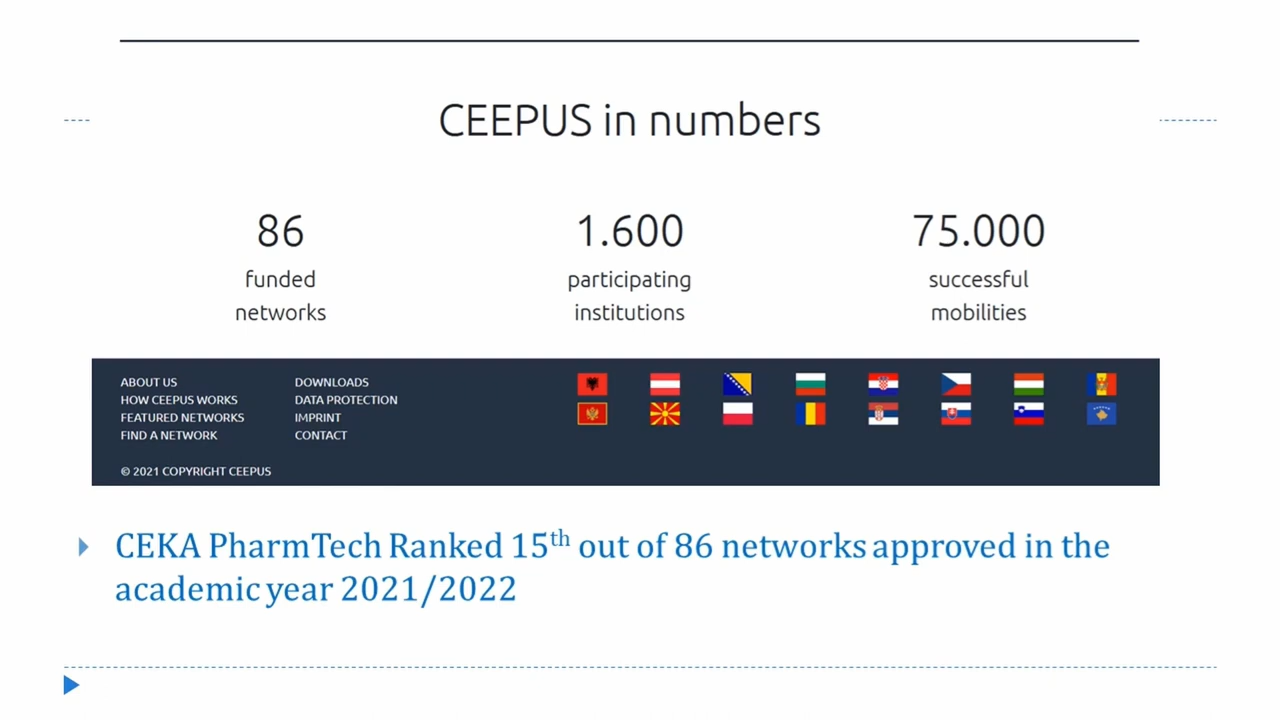 CEEPUS in numbers
86
funded
networks
1.600
participating
institutions
75.000
successful
mobilities
ABOUT US
HOW CEEPUS WORKS
FEATURED NETWORKS
FIND A NETWORK
DOWNLOADS
DATA PROTECTION
IMPRINT
CONTACT
© 2021 COPYRIGHT CEEPUS
CEKA PharmTech Ranked 15th out of 86 networks approved in the
academic year 2021/2022